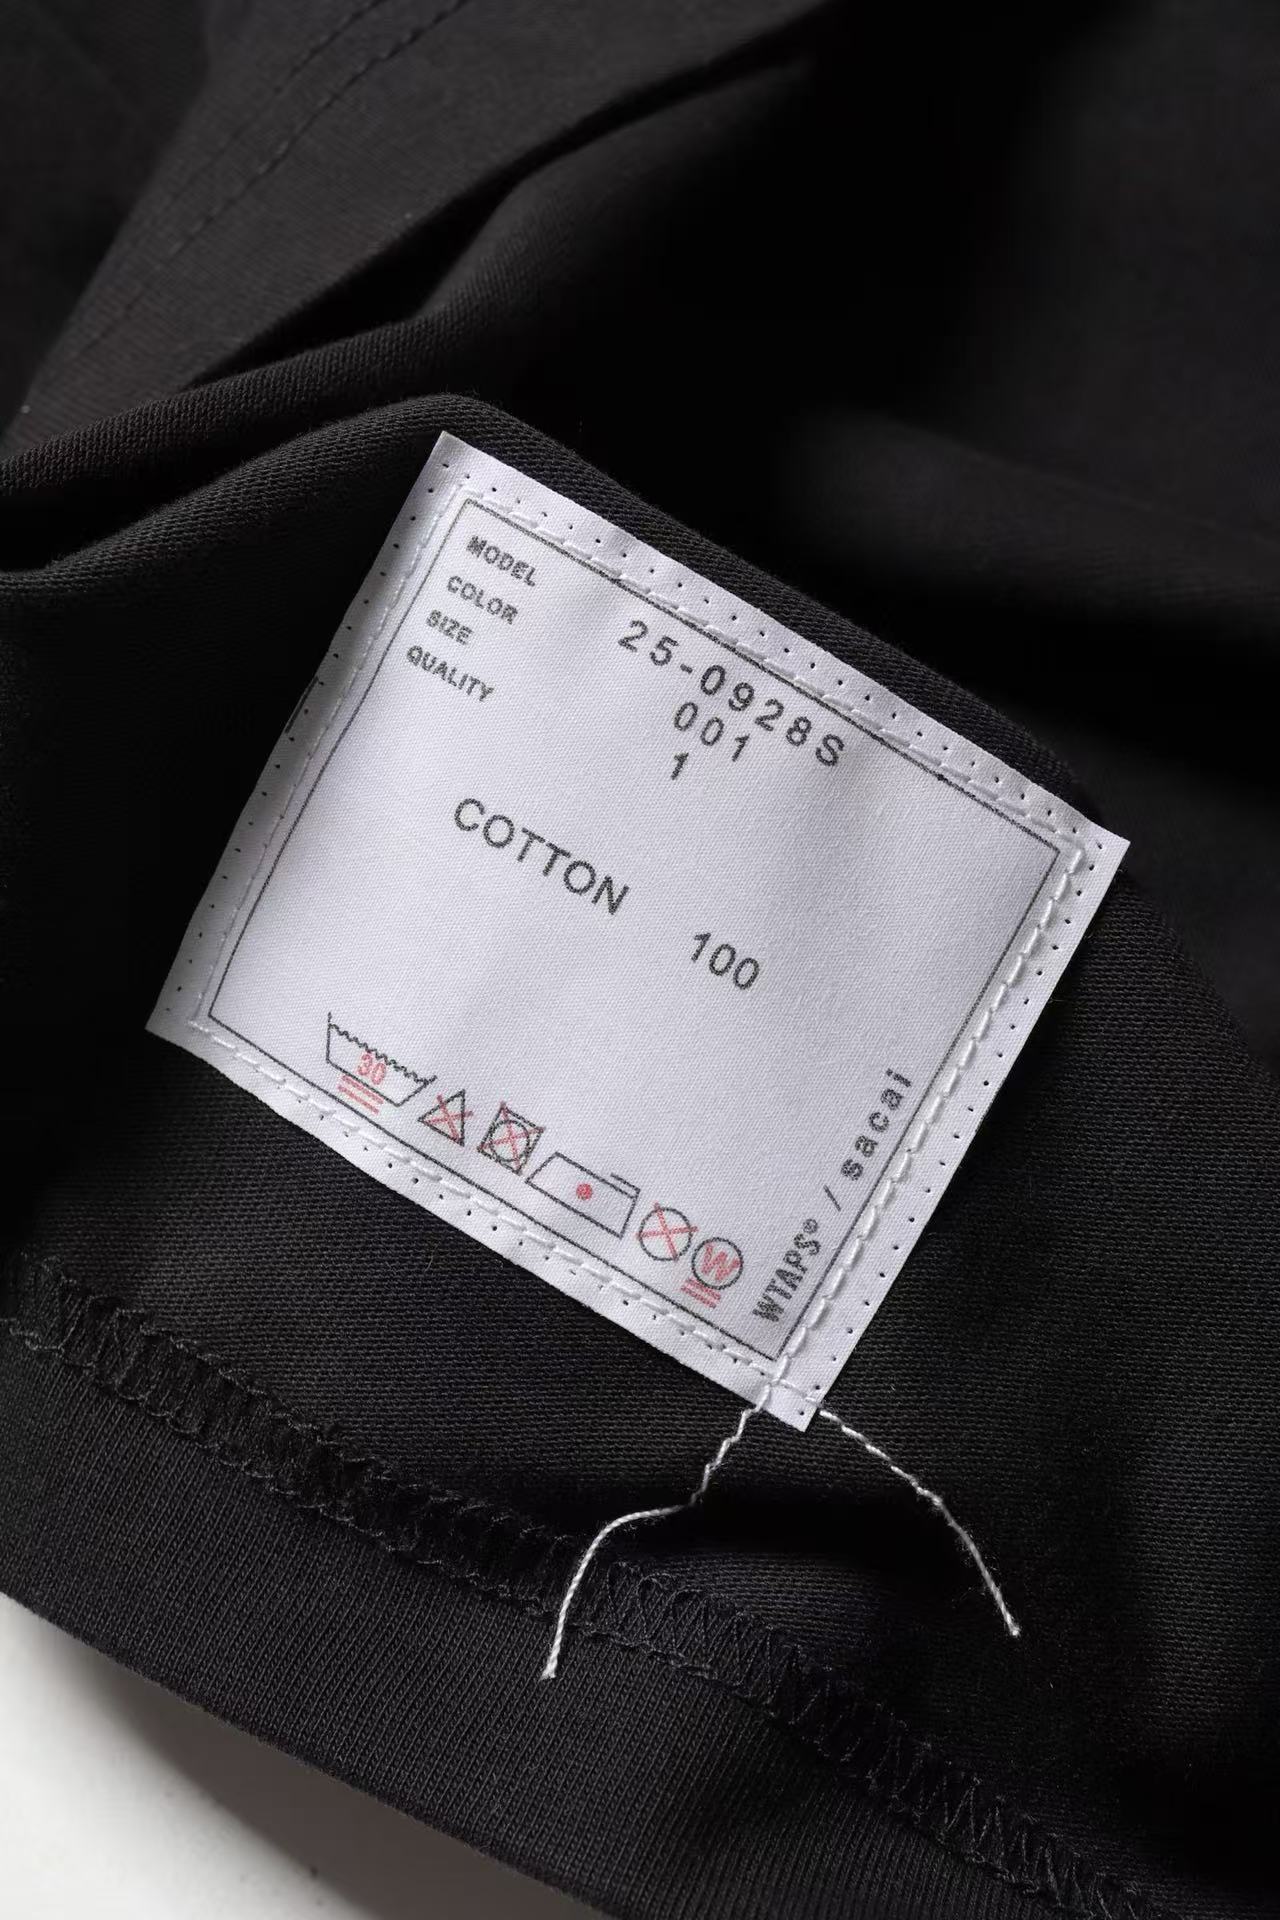 MODEL 25-0928S
COLOR 001
SIZE 1
QUALITY
COTTON 100
30
W
WTAPS® / sacai